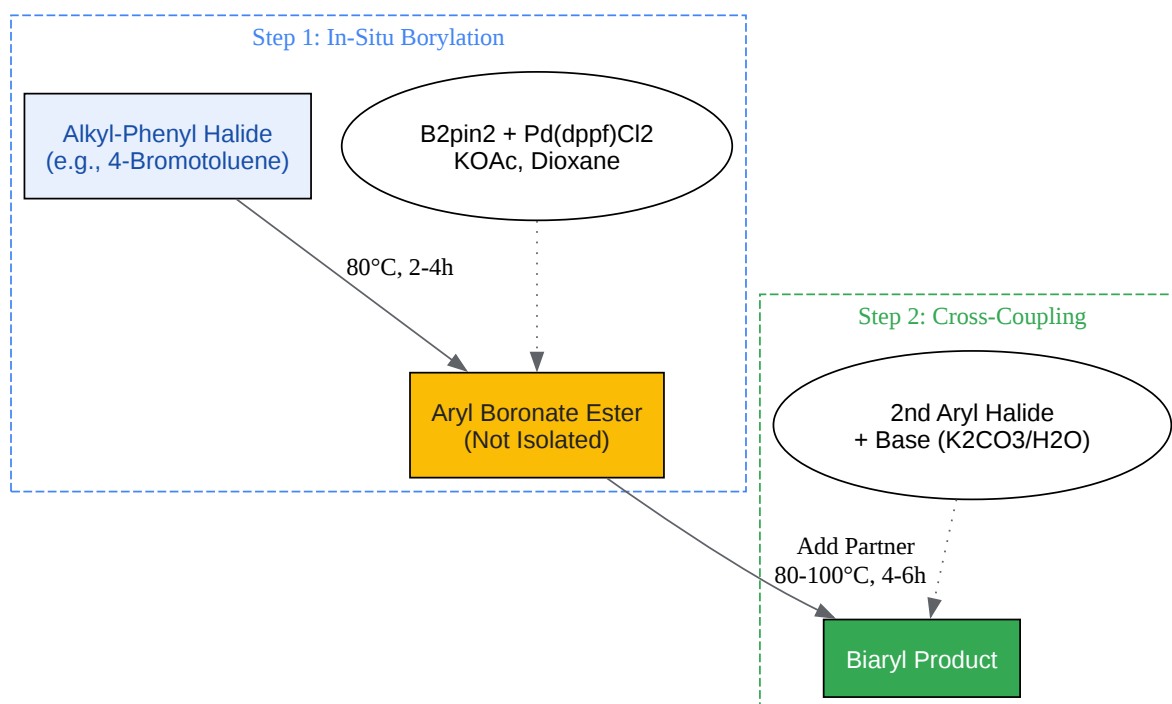 Step 1: In-Situ Borylation
Alkyl-Phenyl Halide
(e.g., 4-Bromotoluene)
B2pin2 + Pd(dppf)Cl2
KOAc, Dioxane
80°C, 2-4h
Aryl Boronate Ester
(Not Isolated)
Step 2: Cross-Coupling
2nd Aryl Halide
+ Base (K2CO3/H2O)
Add Partner
80-100°C, 4-6h
Biaryl Product